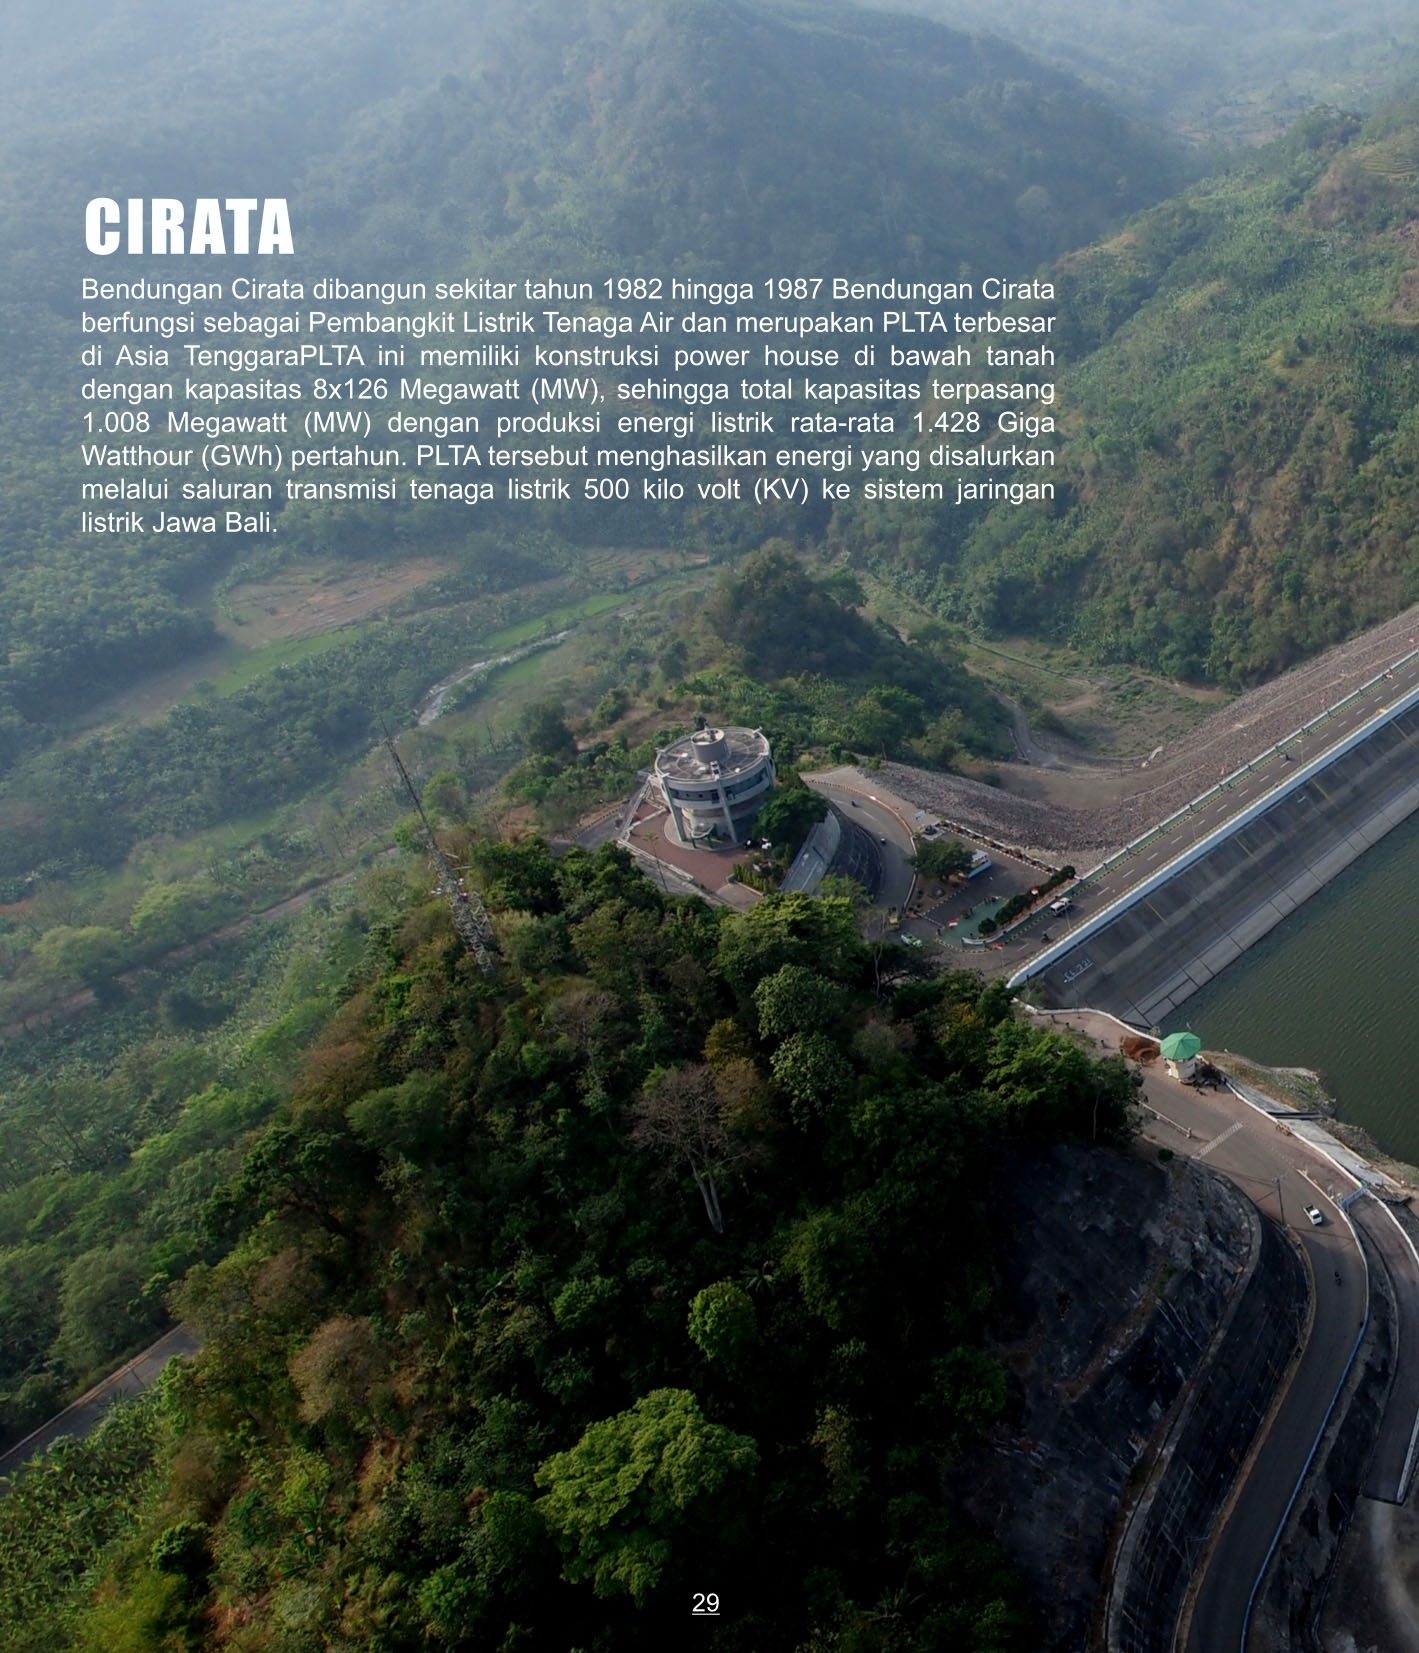 CIRATA
Bendungan Cirata dibangun sekitar tahun 1982 hingga 1987 Bendungan Cirata
berfungsi sebagai Pembangkit Listrik Tenaga Air dan merupakan PLTA terbesar
di Asia TenggaraPLTA ini memiliki konstruksi power house di bawah tanah
dengan kapasitas 8x126 Megawatt (MW), sehingga total kapasitas terpasang
1.008 Megawatt (MW) dengan produksi energi listrik rata-rata 1.428 Giga
Watthour (GWh) pertahun. PLTA tersebut menghasilkan energi yang disalurkan
melalui saluran transmisi tenaga listrik 500 kilo volt (KV) ke sistem jaringan
listrik Jawa Bali.
29